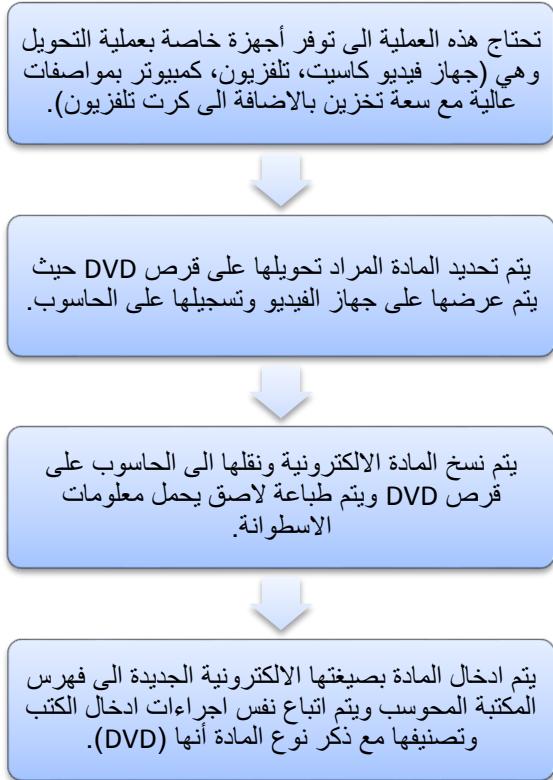 تحتاج هذه العملية الى توفر أجهزة خاصة بعملية التحويل
وهي (جهاز فيديو كاسيت، تلفزيون، كمبيوتر بمواصفات
عالية مع سعة تخزين بالاضافة الى كرت تلفزيون).
يتم تحديد المادة المراد تحويلها على قرص DVD حيث
يتم عرضها على جهاز الفيديو وتسجيلها على الحاسوب.
يتم نسخ المادة الالكترونية ونقلها الى الحاسوب على
قرص DVD ويتم طباعة لاصق يحمل معلومات
الاسطوانة.
يتم ادخال المادة بصيغتها الالكترونية الجديدة الى فهرس
المكتبة المحوسب ويتم اتباع نفس اجراءات ادخال الكتب
وتصنيفها مع ذكر نوع المادة أنها (DVD).